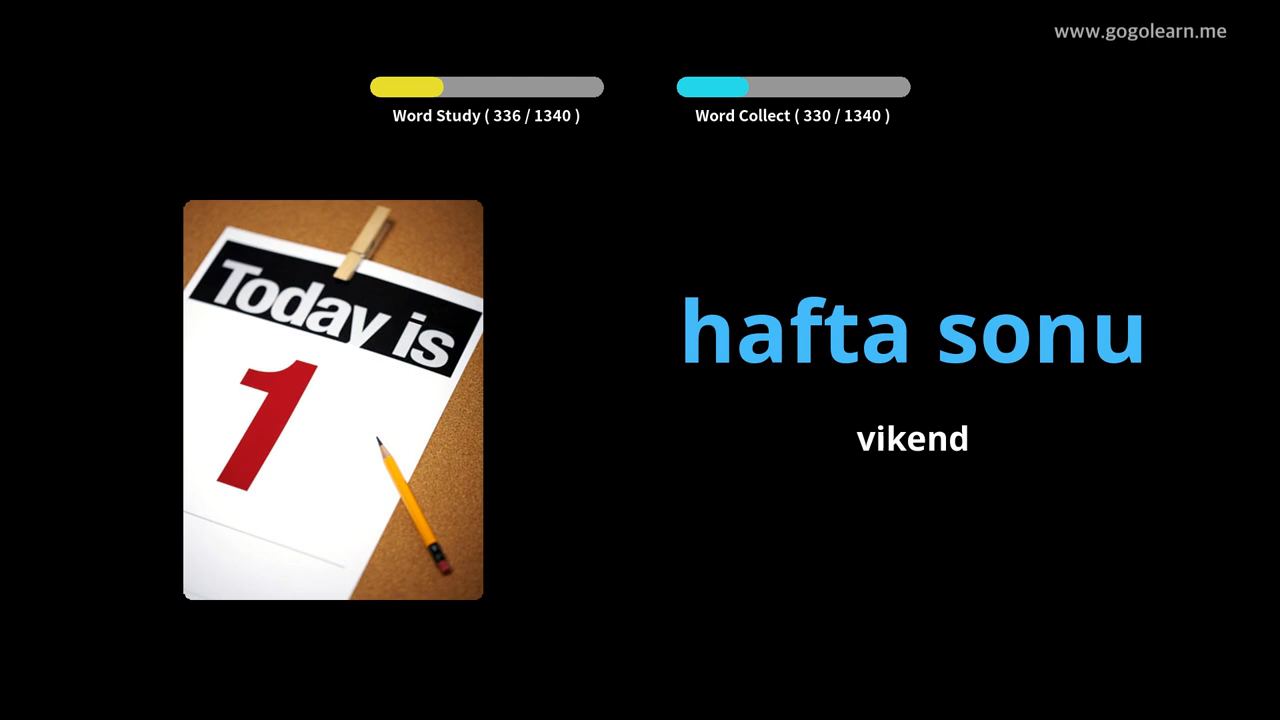 www.gogolearn.me
Word Study ( 336 / 1340 )
Word Collect ( 330 / 1340 )
Today is
1
hafta sonu
vikend